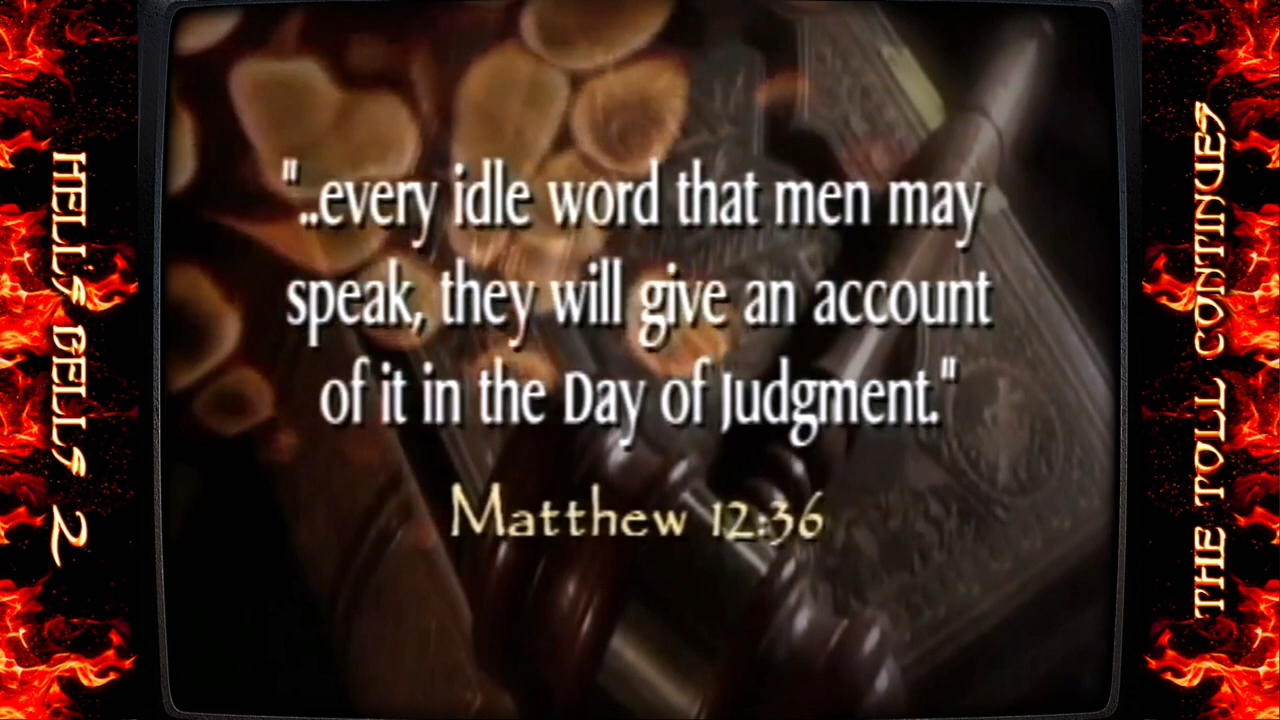 HELL'S BELLS 2
"..every idle word that men may
speak, they will give an account
of it in the Day of Judgment."
Matthew 12:36
THE TOLL CONTINUES